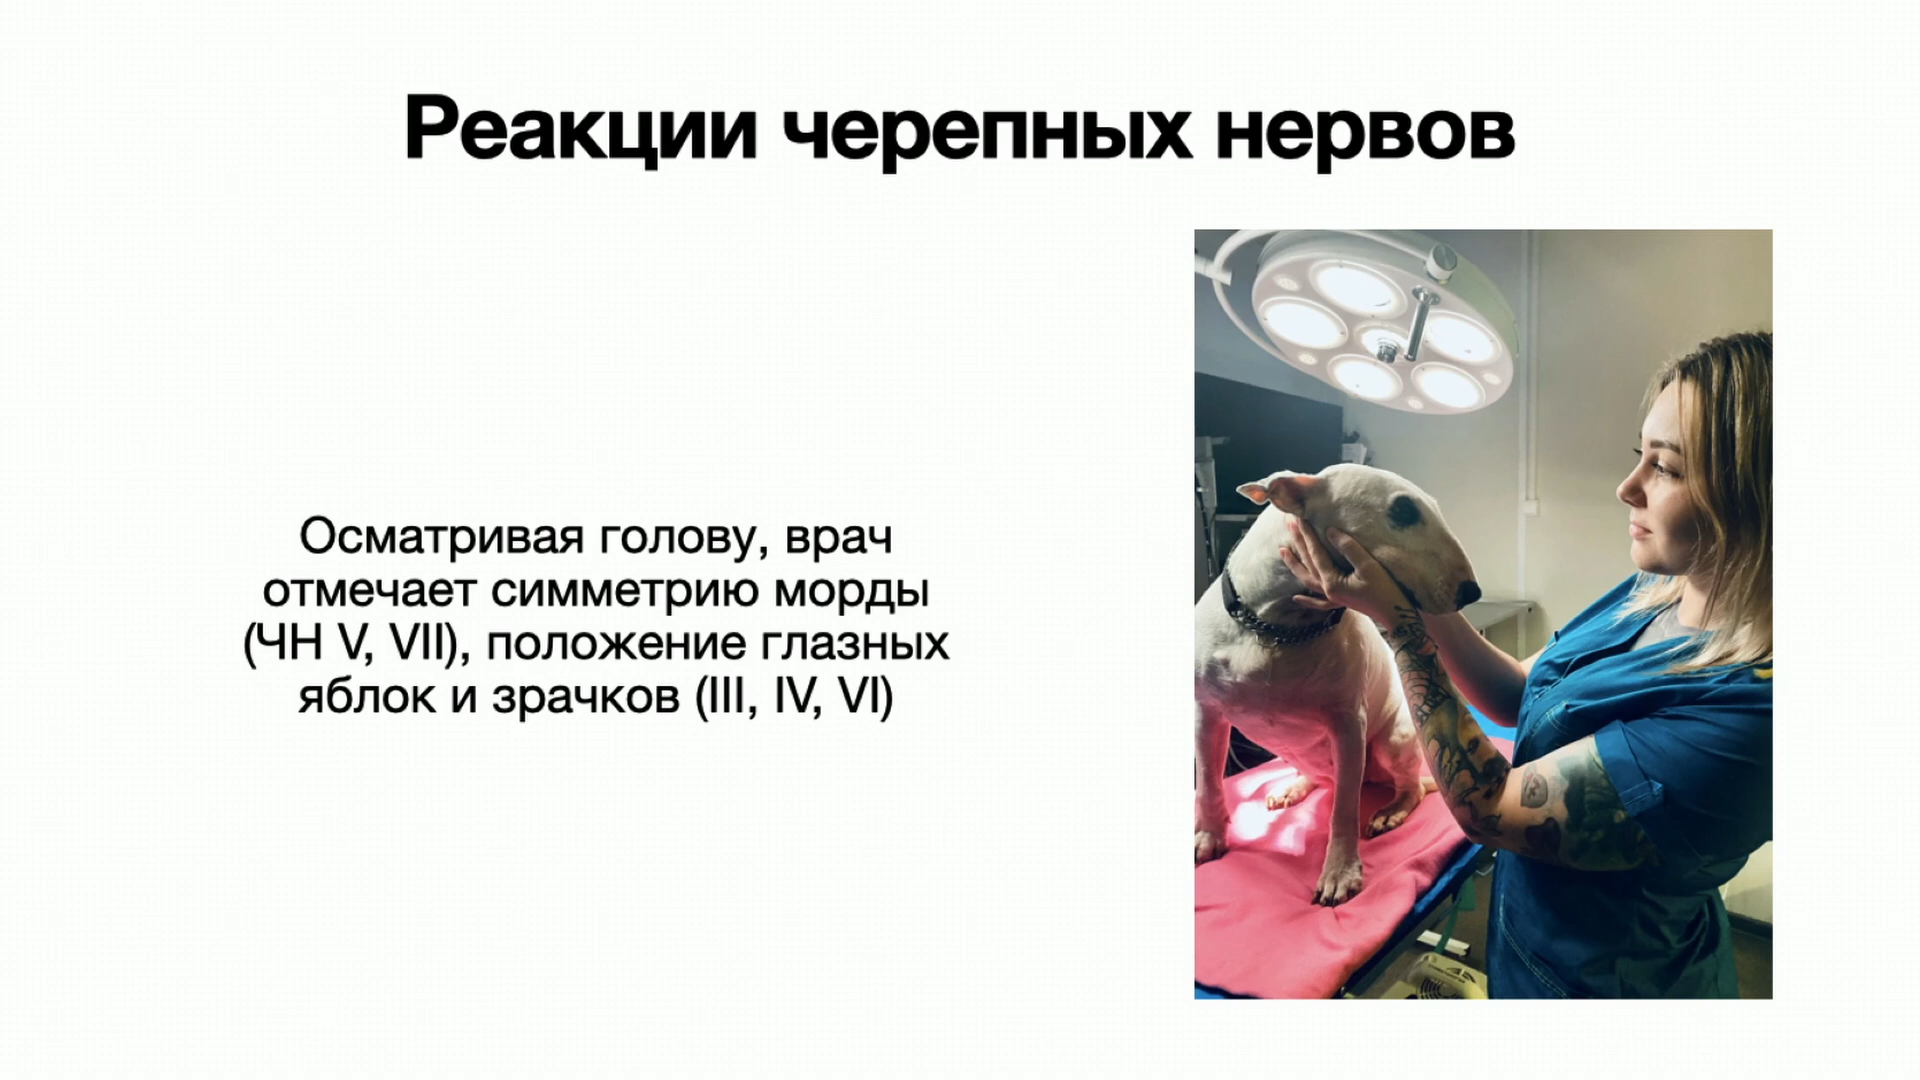 Реакции черепных нервов
Осматривая голову, врач
отмечает симметрию морды
(ЧН V, VII), положение глазных
яблок и зрачков (III, IV, VI)